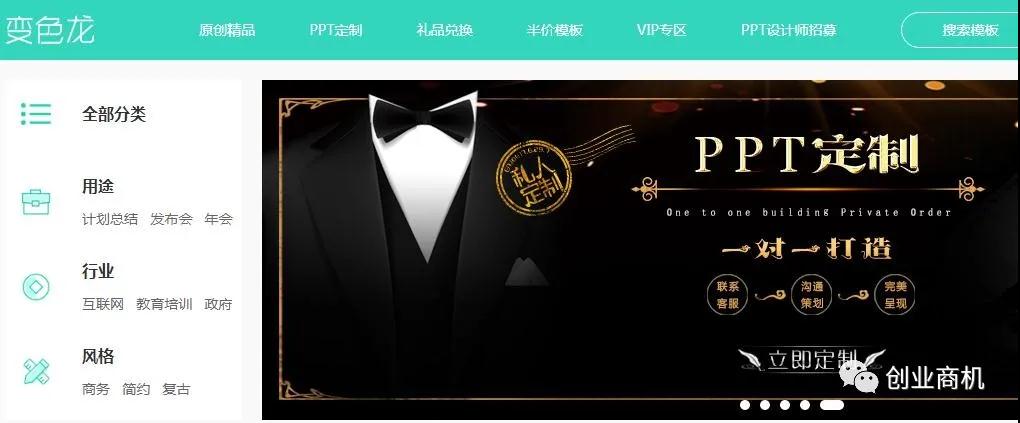 变色龙
原创精品 PPT定制 礼品兑换 半价模板 VIP专区 PPT设计师招募 搜索模板
全部分类
用途
计划总结 发布会 年会
行业
互联网 教育培训 政府
风格
商务 简约 复古
私人
定制
PPT定制
One to one building Private Order
一对一打造
联系
客服
沟通
策划
完美
呈现
立即定制
创业商机